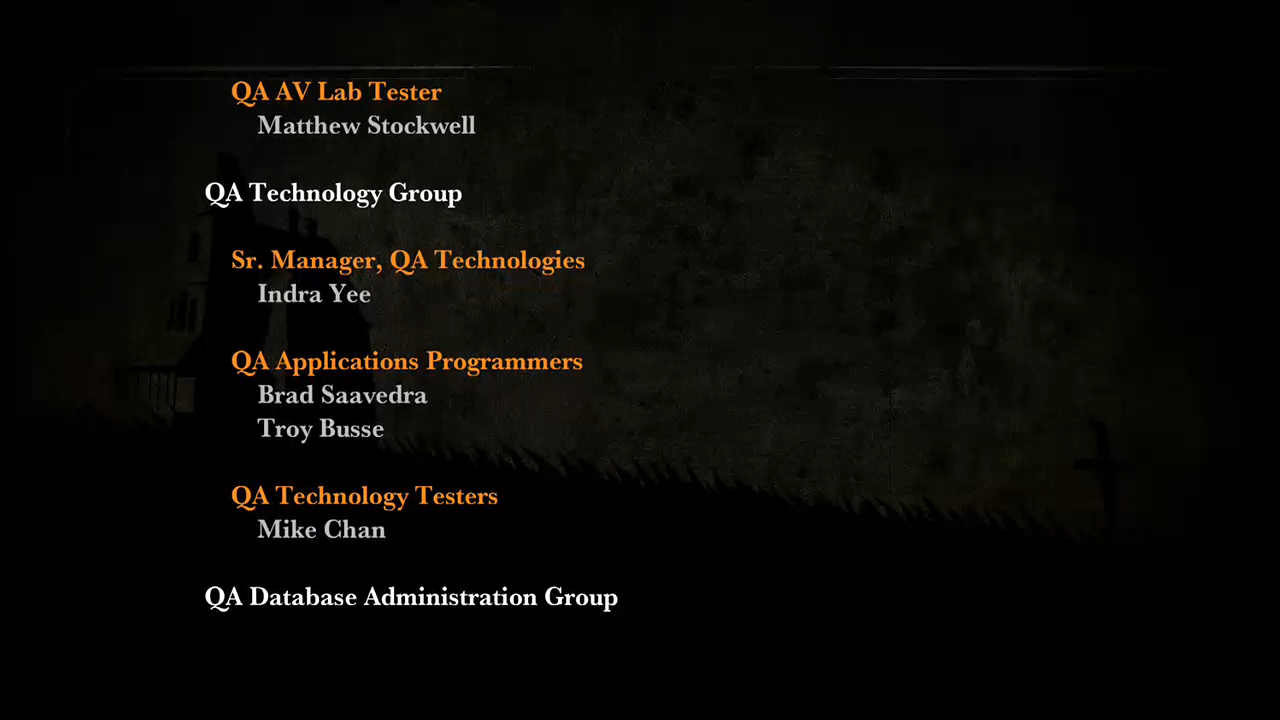 QA AV Lab Tester
Matthew Stockwell
QA Technology Group
Sr. Manager, QA Technologies
Indra Yee
QA Applications Programmers
Brad Saavedra
Troy Busse
QA Technology Testers
Mike Chan
QA Database Administration Group